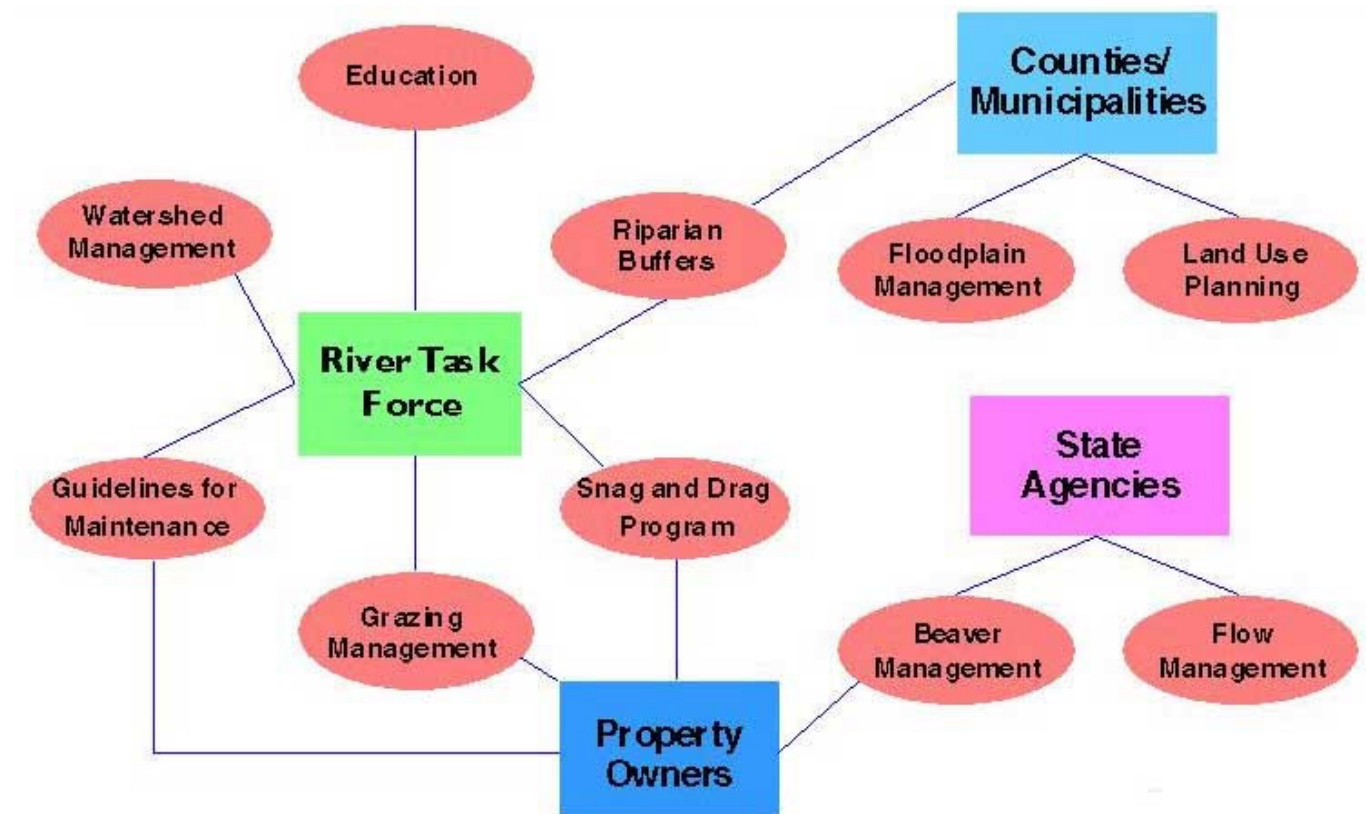 Education
Counties/
Municipalities
Watershed
Management
Riparian
Buffers
Floodplain
Management
Land Use
Planning
River Task
Force
State
Agencies
Guidelines for
Maintenance
Snag and Drag
Program
Grazing
Management
Beaver
Management
Flow
Management
Property
Owners